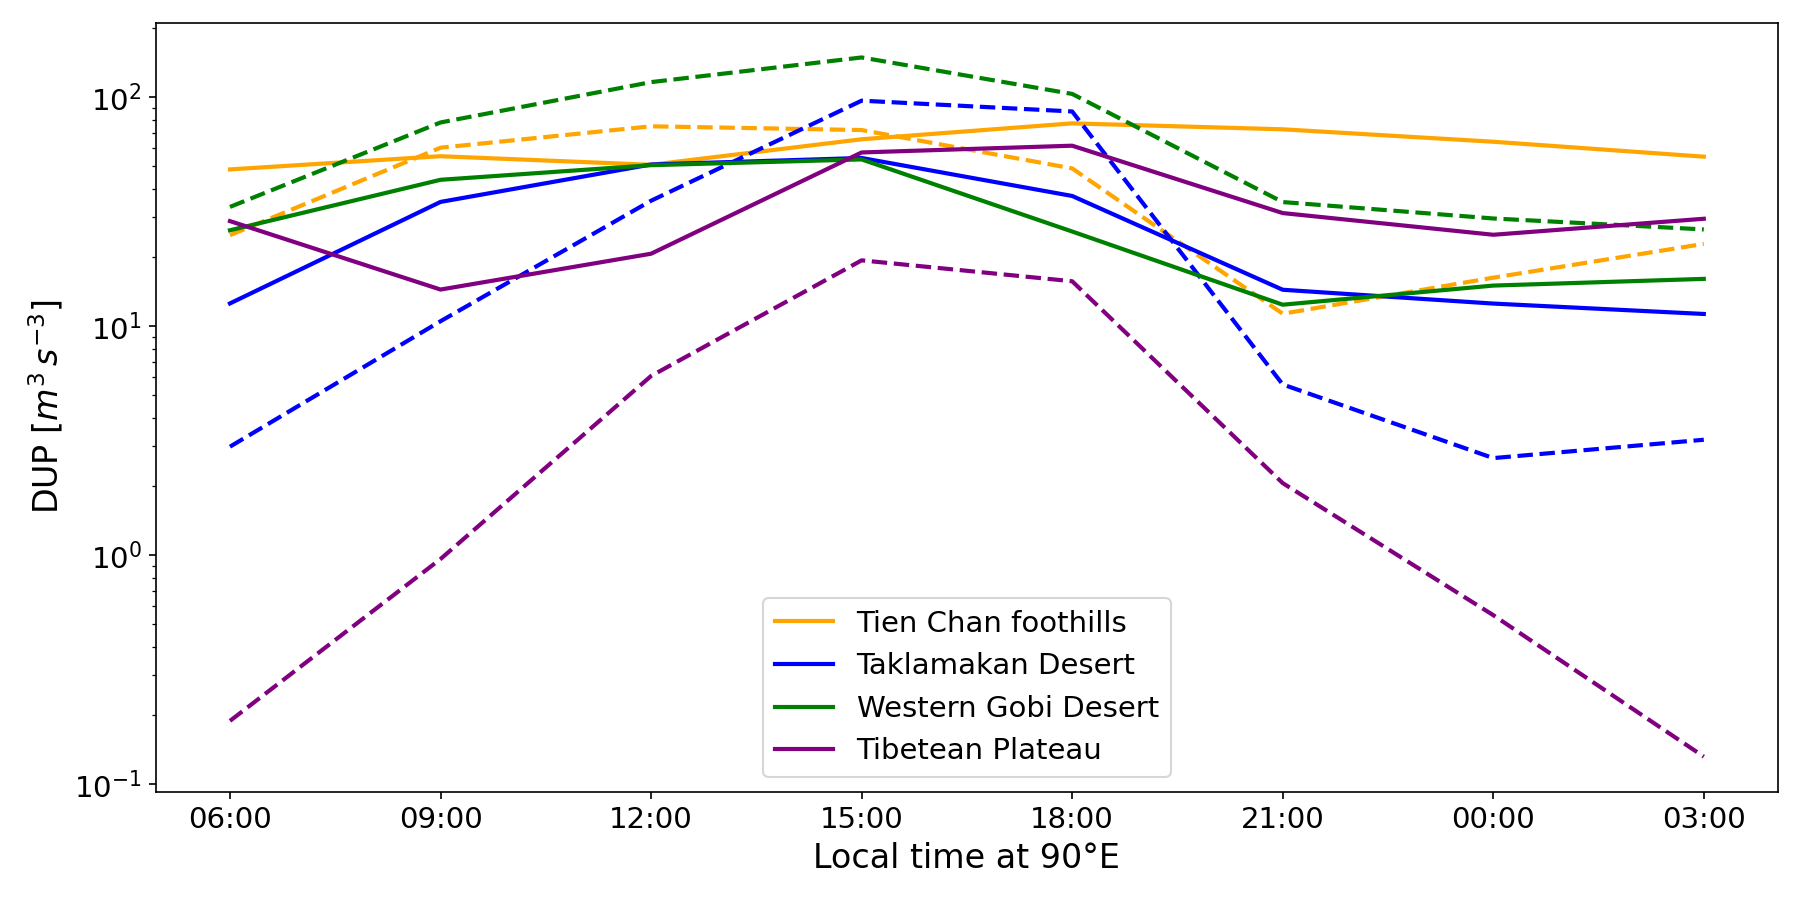 DUP [m³ s⁻³]
10²
10¹
10⁰
10⁻¹
06:00 09:00 12:00 15:00 18:00 21:00 00:00 03:00
Local time at 90°E
Tien Chan foothills
Taklamakan Desert
Western Gobi Desert
Tibetean Plateau